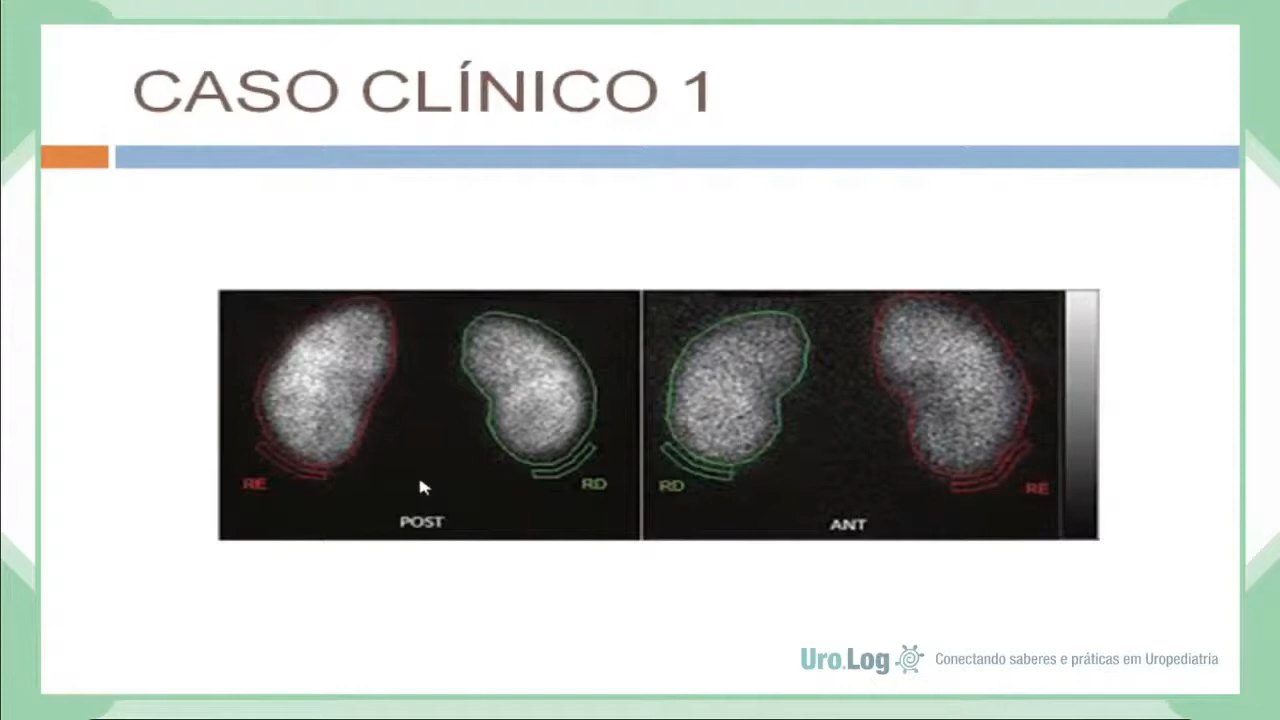 CASO CLÍNICO 1
RE
RD
POST
RD
RE
ANT
Uro.Log Conectando saberes e práticas em Uropediatria